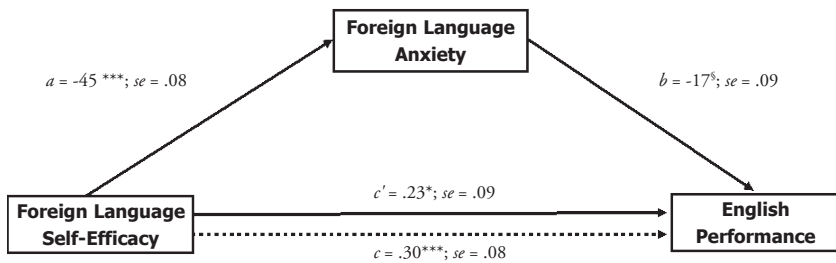 Foreign Language
Anxiety
a = -45 ***; se = .08
b = -17§; se = .09
Foreign Language
Self-Efficacy
c' = .23*; se = .09
English
Performance
c = .30***; se = .08